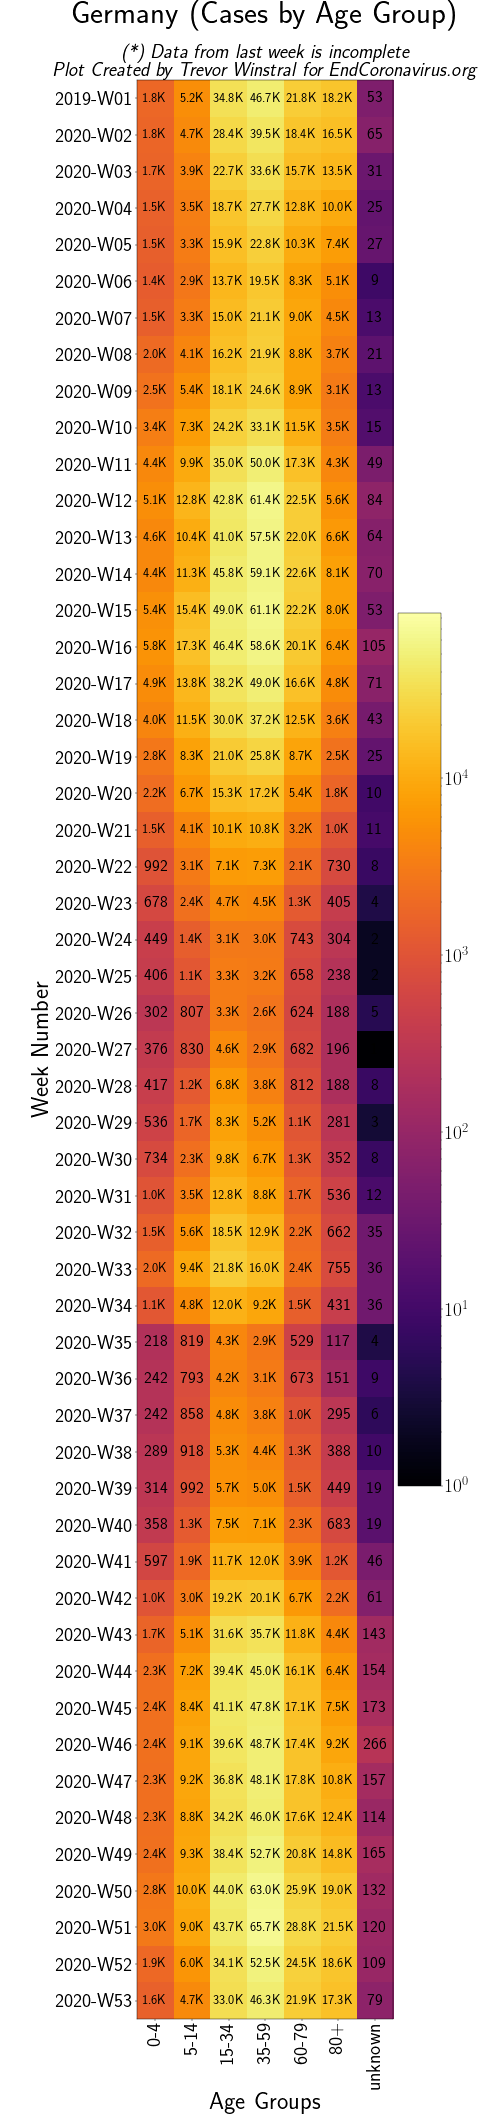 Germany (Cases by Age Group)
(*) Data from last week is incomplete
Plot Created by Trevor Winstral for EndCoronavirus.org
2019-W01 1.8K 5.2K 34.8K 46.7K 21.8K 18.2K 53
2020-W02 1.8K 4.7K 28.4K 39.5K 18.4K 16.5K 65
2020-W03 1.7K 3.9K 22.7K 33.6K 15.7K 13.5K 31
2020-W04 1.5K 3.5K 18.7K 27.7K 12.8K 10.0K 25
2020-W05 1.5K 3.3K 15.9K 22.8K 10.3K 7.4K 27
2020-W06 1.4K 2.9K 13.7K 19.5K 8.3K 5.1K 9
2020-W07 1.5K 3.3K 15.0K 21.1K 9.0K 4.5K 13
2020-W08 2.0K 4.1K 16.2K 21.9K 8.8K 3.7K 21
2020-W09 2.5K 5.4K 18.1K 24.6K 8.9K 3.1K 13
2020-W10 3.4K 7.3K 24.2K 33.1K 11.5K 3.5K 15
2020-W11 4.4K 9.9K 35.0K 50.0K 17.3K 4.3K 49
2020-W12 5.1K 12.8K 42.8K 61.4K 22.5K 5.6K 84
2020-W13 4.6K 10.4K 41.0K 57.5K 22.0K 6.6K 64
2020-W14 4.4K 11.3K 45.8K 59.1K 22.6K 8.1K 70
2020-W15 5.4K 15.4K 49.0K 61.1K 22.2K 8.0K 53
2020-W16 5.8K 17.3K 46.4K 58.6K 20.1K 6.4K 105
2020-W17 4.9K 13.8K 38.2K 49.0K 16.6K 4.8K 71
2020-W18 4.0K 11.5K 30.0K 37.2K 12.5K 3.6K 43
2020-W19 2.8K 8.3K 21.0K 25.8K 8.7K 2.5K 25
2020-W20 2.2K 6.7K 15.3K 17.2K 5.4K 1.8K 10
2020-W21 1.5K 4.1K 10.1K 10.8K 3.2K 1.0K 11
2020-W22 992 3.1K 7.1K 7.3K 2.1K 730 8
2020-W23 678 2.4K 4.7K 4.5K 1.3K 405 4
2020-W24 449 1.4K 3.1K 3.0K 743 304 2
2020-W25 406 1.1K 3.3K 3.2K 658 238 2
2020-W26 302 807 3.3K 2.6K 624 188 5
2020-W27 376 830 4.6K 2.9K 682 196
2020-W28 417 1.2K 6.8K 3.8K 812 188 8
2020-W29 536 1.7K 8.3K 5.2K 1.1K 281 3
2020-W30 734 2.3K 9.8K 6.7K 1.3K 352 8
2020-W31 1.0K 3.5K 12.8K 8.8K 1.7K 536 12
2020-W32 1.5K 5.6K 18.5K 12.9K 2.2K 662 35
2020-W33 2.0K 9.4K 21.8K 16.0K 2.4K 755 36
2020-W34 1.1K 4.8K 12.0K 9.2K 1.5K 431 36
2020-W35 218 819 4.3K 2.9K 529 117 4
2020-W36 242 793 4.2K 3.1K 673 151 9
2020-W37 242 858 4.8K 3.8K 1.0K 295 6
2020-W38 289 918 5.3K 4.4K 1.3K 388 10
2020-W39 314 992 5.7K 5.0K 1.5K 449 19
2020-W40 358 1.3K 7.5K 7.1K 2.3K 683 19
2020-W41 597 1.9K 11.7K 12.0K 3.9K 1.2K 46
2020-W42 1.0K 3.0K 19.2K 20.1K 6.7K 2.2K 61
2020-W43 1.7K 5.1K 31.6K 35.7K 11.8K 4.4K 143
2020-W44 2.3K 7.2K 39.4K 45.0K 16.1K 6.4K 154
2020-W45 2.4K 8.4K 41.1K 47.8K 17.1K 7.5K 173
2020-W46 2.4K 9.1K 39.6K 48.7K 17.4K 9.2K 266
2020-W47 2.3K 9.2K 36.8K 48.1K 17.8K 10.8K 157
2020-W48 2.3K 8.8K 34.2K 46.0K 17.6K 12.4K 114
2020-W49 2.4K 9.3K 38.4K 52.7K 20.8K 14.8K 165
2020-W50 2.8K 10.0K 44.0K 63.0K 25.9K 19.0K 132
2020-W51 3.0K 9.0K 43.7K 65.7K 28.8K 21.5K 120
2020-W52 1.9K 6.0K 34.1K 52.5K 24.5K 18.6K 109
2020-W53 1.6K 4.7K 33.0K 46.3K 21.9K 17.3K 79
0-4 5-14 15-34 35-59 60-79 80+ unknown
Age Groups
Week Number
10⁴
10³
10²
10¹
10⁰